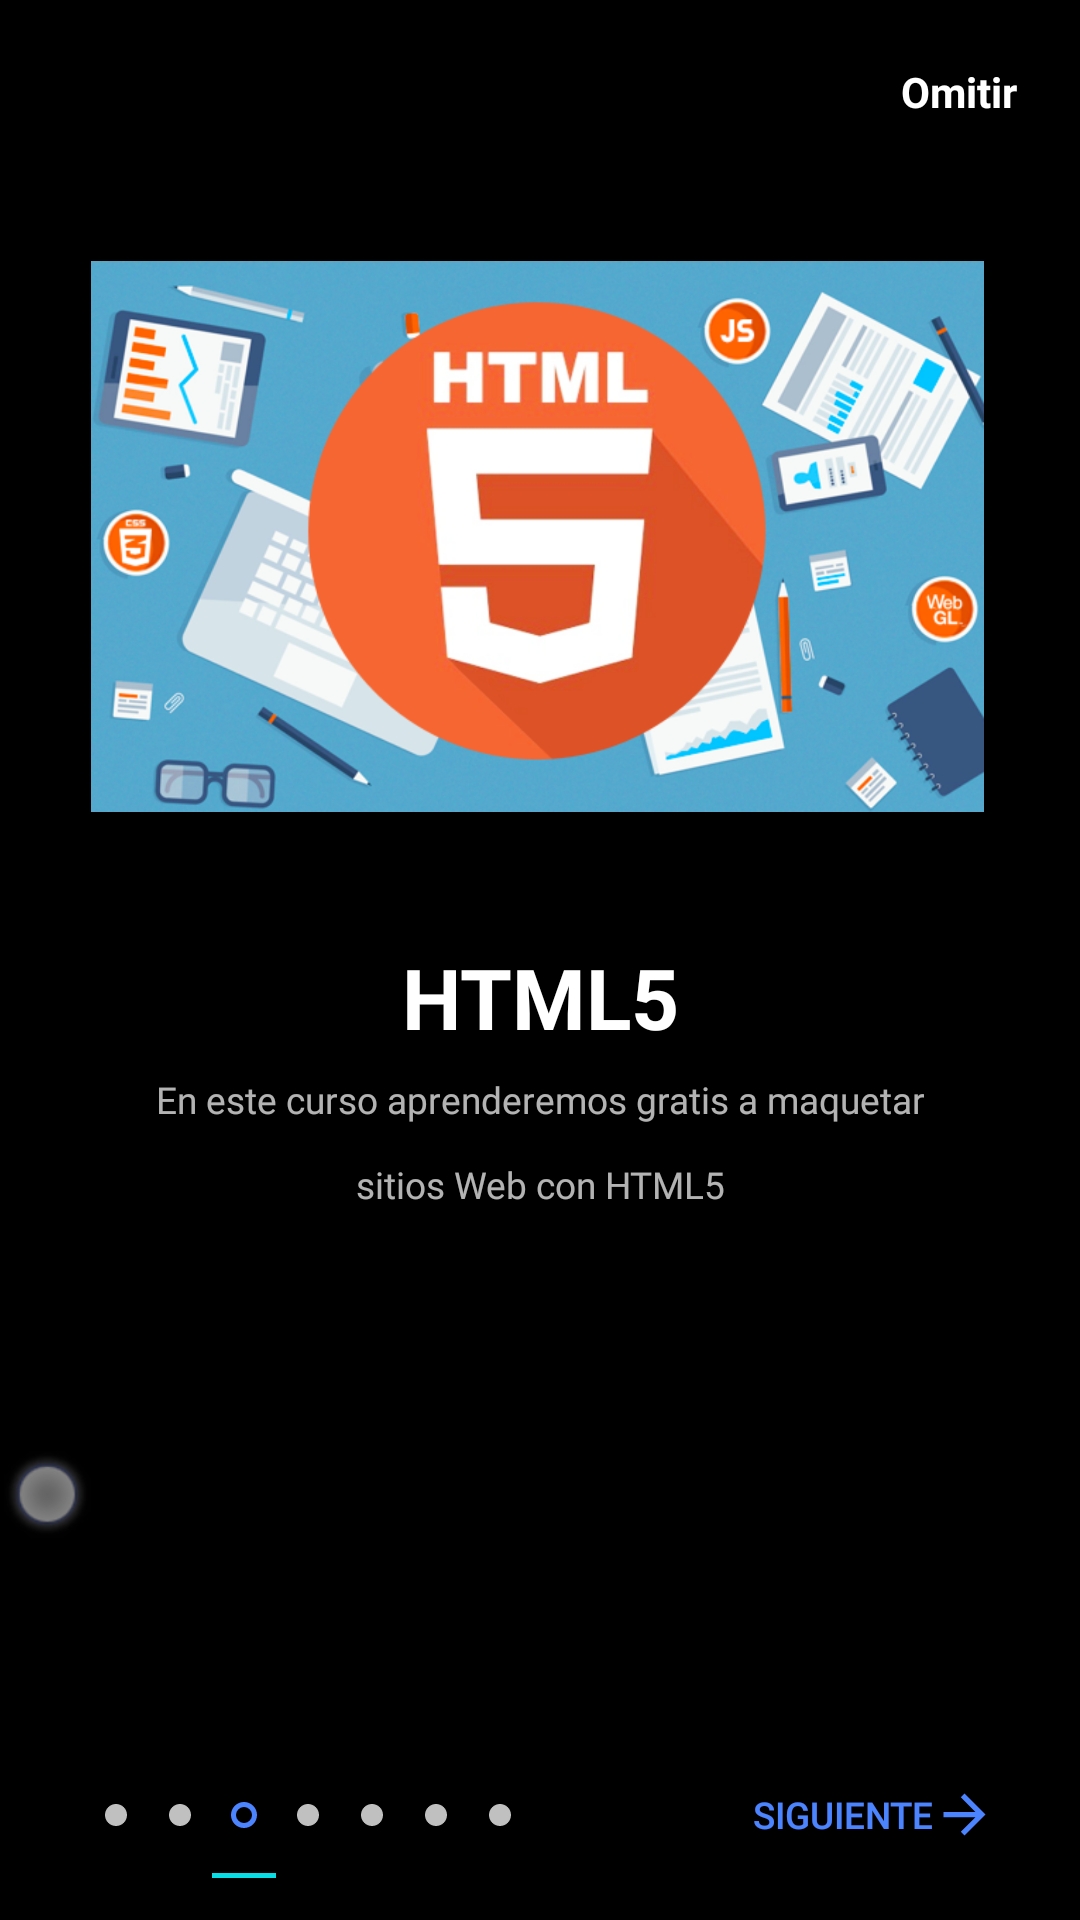 Omitir
HTML
5
JS
CSS
3
Web
GL
HTML5
En este curso aprenderemos gratis a maquetar
sitios Web con HTML5
SIGUIENTE